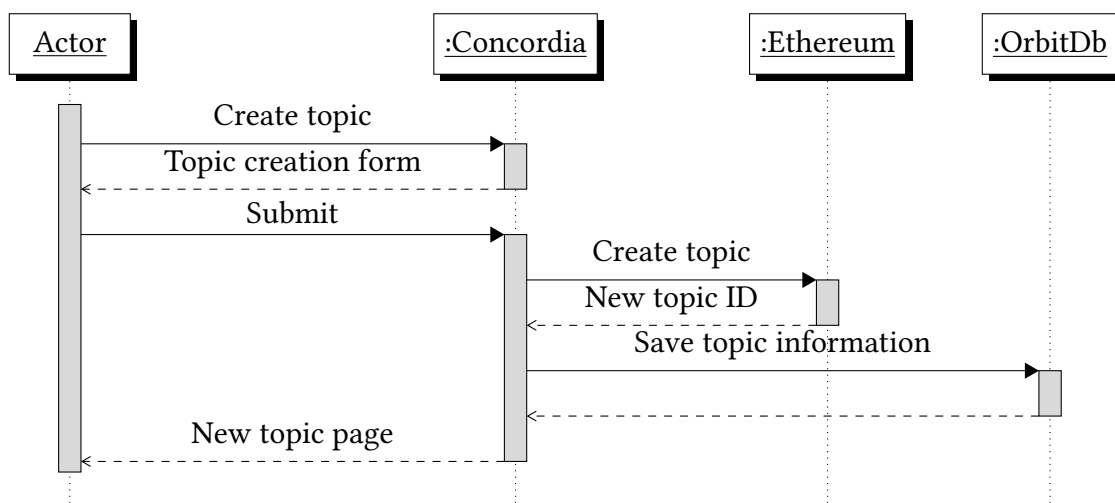 Actor
:Concordia
:Ethereum
:OrbitDb
Create topic
Topic creation form
Submit
Create topic
New topic ID
Save topic information
New topic page